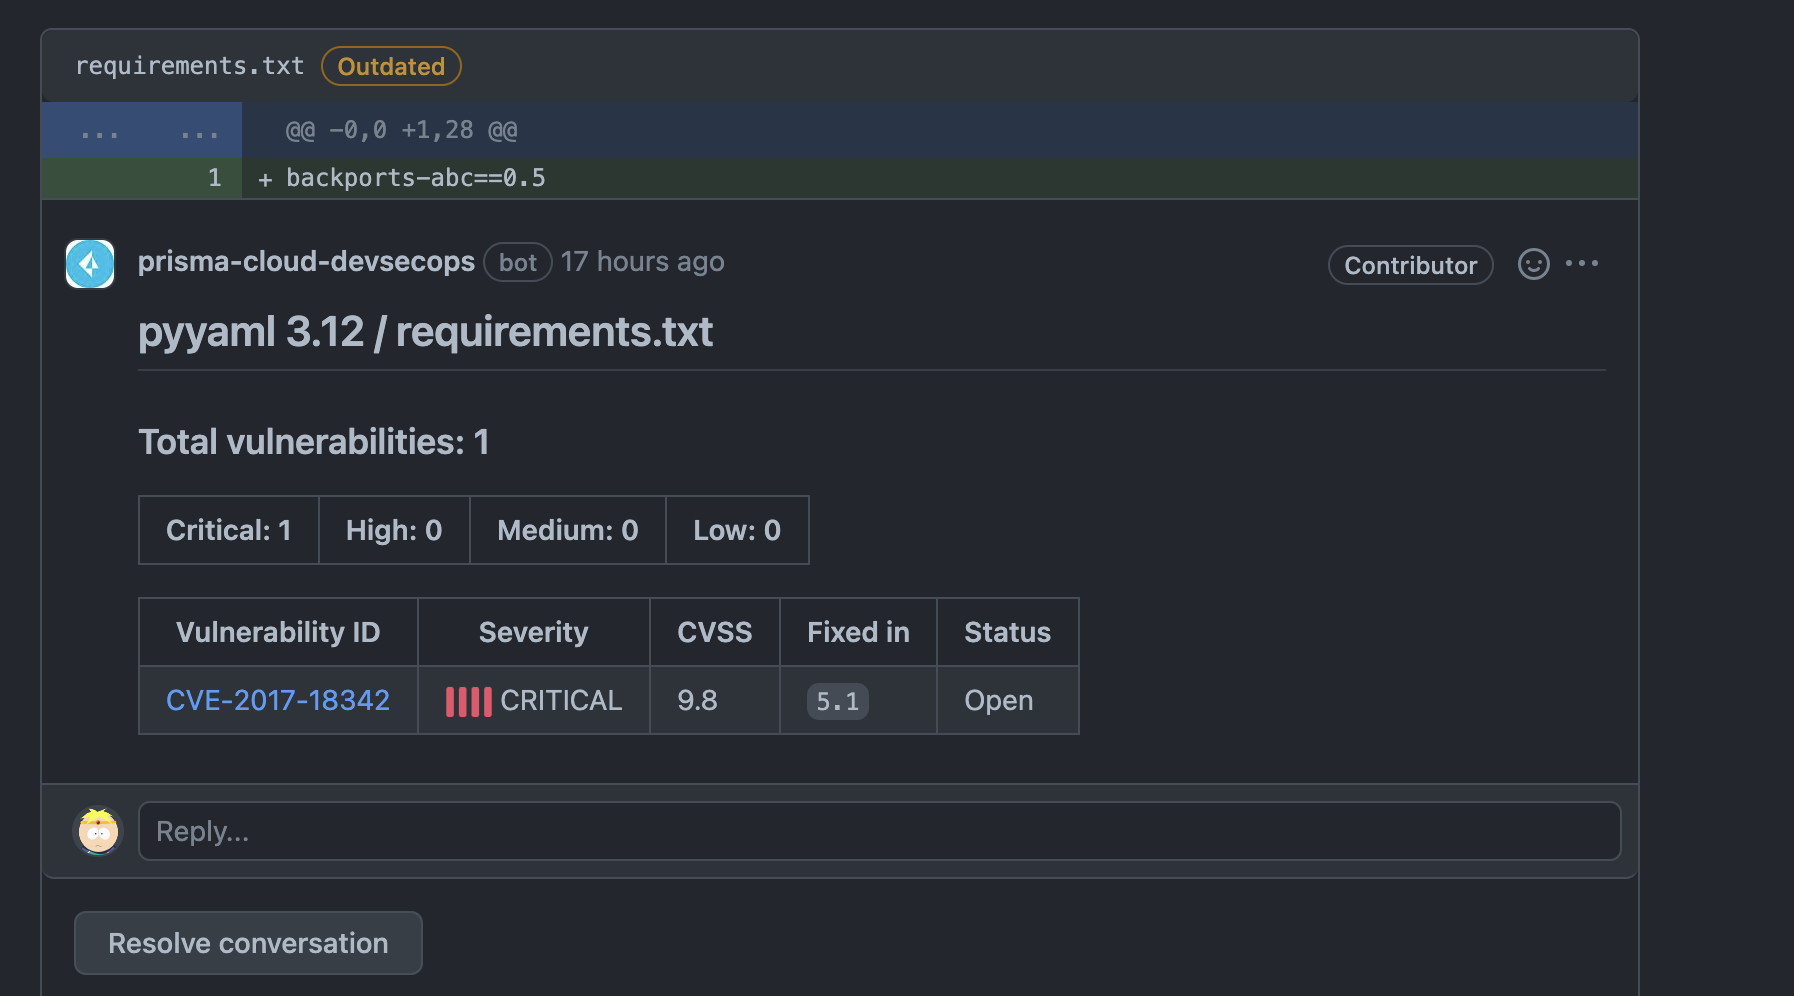 requirements.txt Outdated
... ... @@ -0,0 +1,28 @@
1 + backports-abc==0.5
prisma-cloud-devsecops bot 17 hours ago Contributor ...
pyyaml 3.12 / requirements.txt
Total vulnerabilities: 1
Critical: 1 High: 0 Medium: 0 Low: 0
Vulnerability ID Severity CVSS Fixed in Status
CVE-2017-18342 CRITICAL 9.8 5.1 Open
Reply...
Resolve conversation